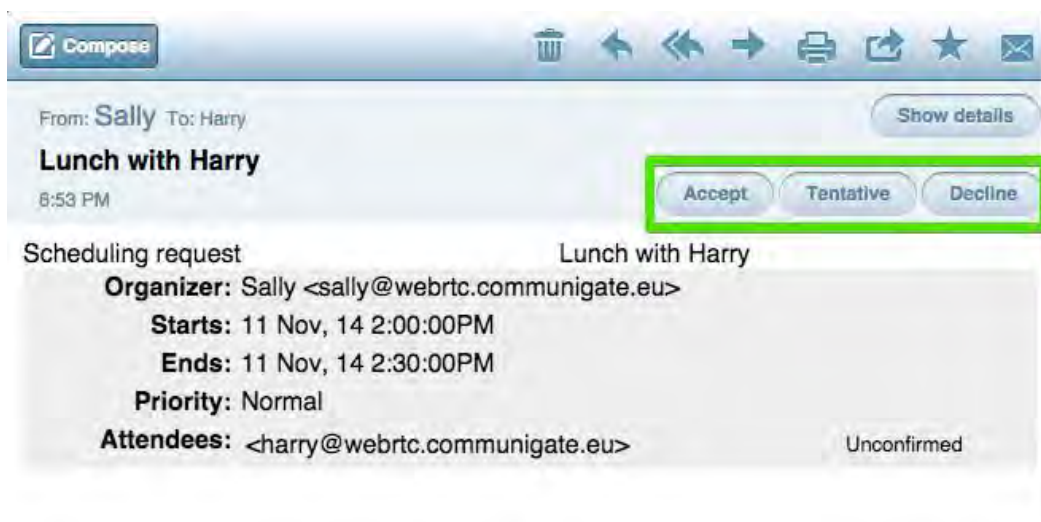 Compose
From: Sally To: Harry
Show details
Lunch with Harry
6:53 PM
Accept Tentative Decline
Scheduling request Lunch with Harry
Organizer: Sally <sally@webrtc.communigate.eu>
Starts: 11 Nov, 14 2:00:00PM
Ends: 11 Nov, 14 2:30:00PM
Priority: Normal
Attendees: <harry@webrtc.communigate.eu> Unconfirmed